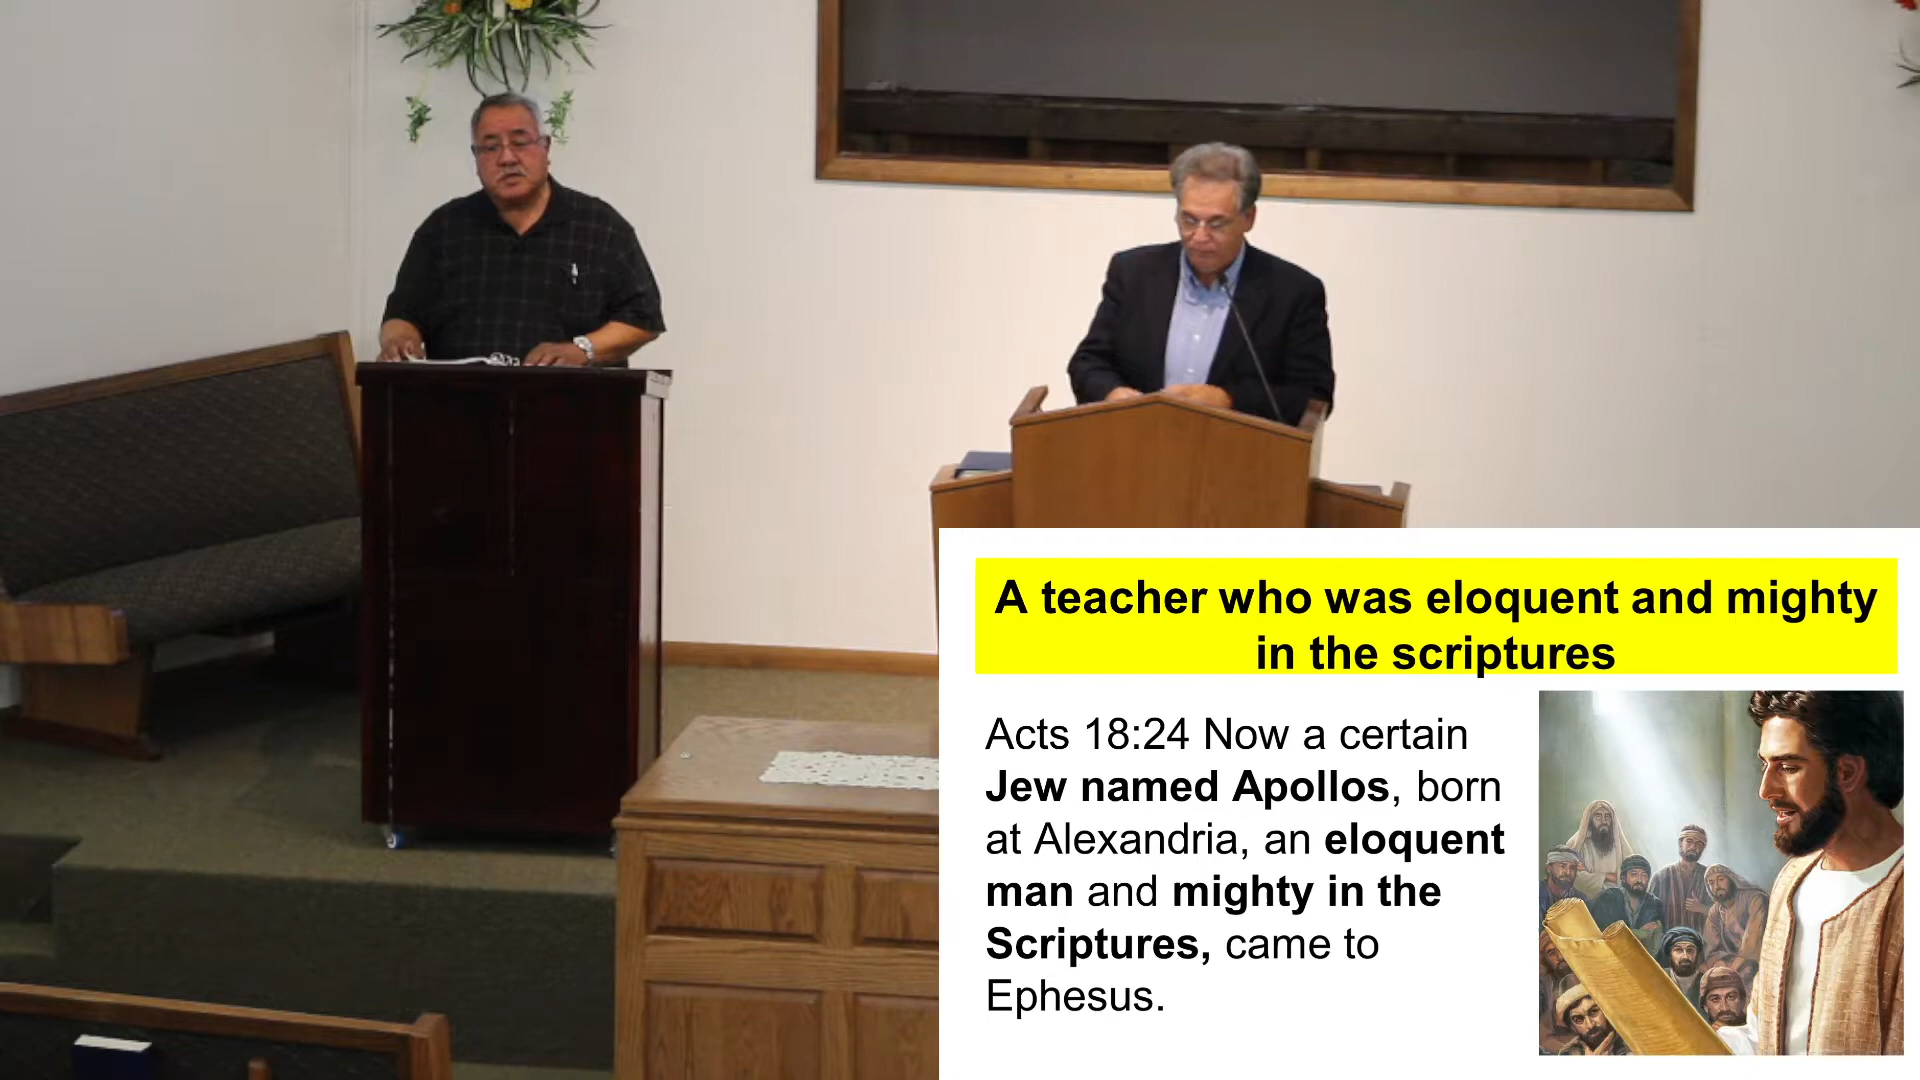 A teacher who was eloquent and mighty
in the scriptures
Acts 18:24 Now a certain
Jew named Apollos, born
at Alexandria, an eloquent
man and mighty in the
Scriptures, came to
Ephesus.